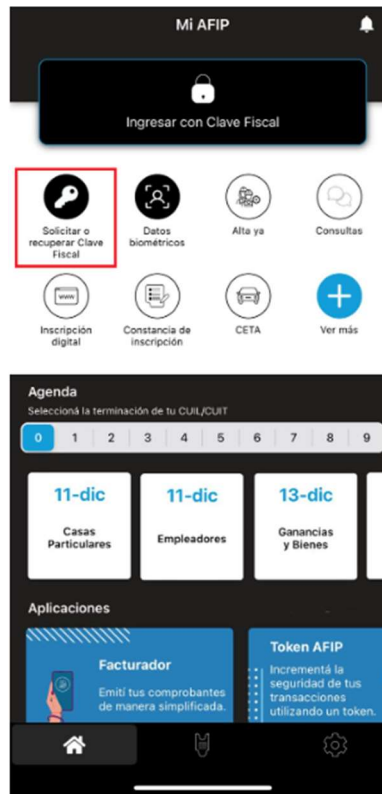 Mi AFIP
Ingresar con Clave Fiscal
Solicitar o
recuperar Clave
Fiscal
Datos
biométricos
Alta ya
Consultas
www
Inscripción
digital
Constancia de
inscripción
CETA
Ver más
Agenda
Seleccioná la terminación de tu CUIL/CUIT
0 1 2 3 4 5 6 7 8 9
11-dic
Casas
Particulares
11-dic
Empleadores
13-dic
Ganancias
y Bienes
Aplicaciones
Facturador
Emití tus comprobantes
de manera simplificada.
Token AFIP
Incrementá la
seguridad de tus
transacciones
utilizando un token.